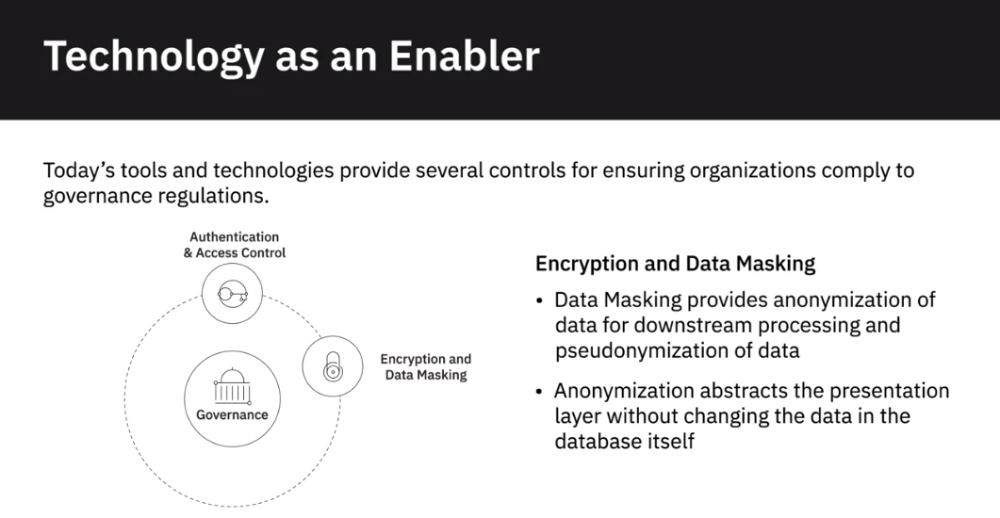 Technology as an Enabler
Today’s tools and technologies provide several controls for ensuring organizations comply to
governance regulations.
Authentication
& Access Control
Encryption and
Data Masking
Governance
Encryption and Data Masking
• Data Masking provides anonymization of
data for downstream processing and
pseudonymization of data
• Anonymization abstracts the presentation
layer without changing the data in the
database itself